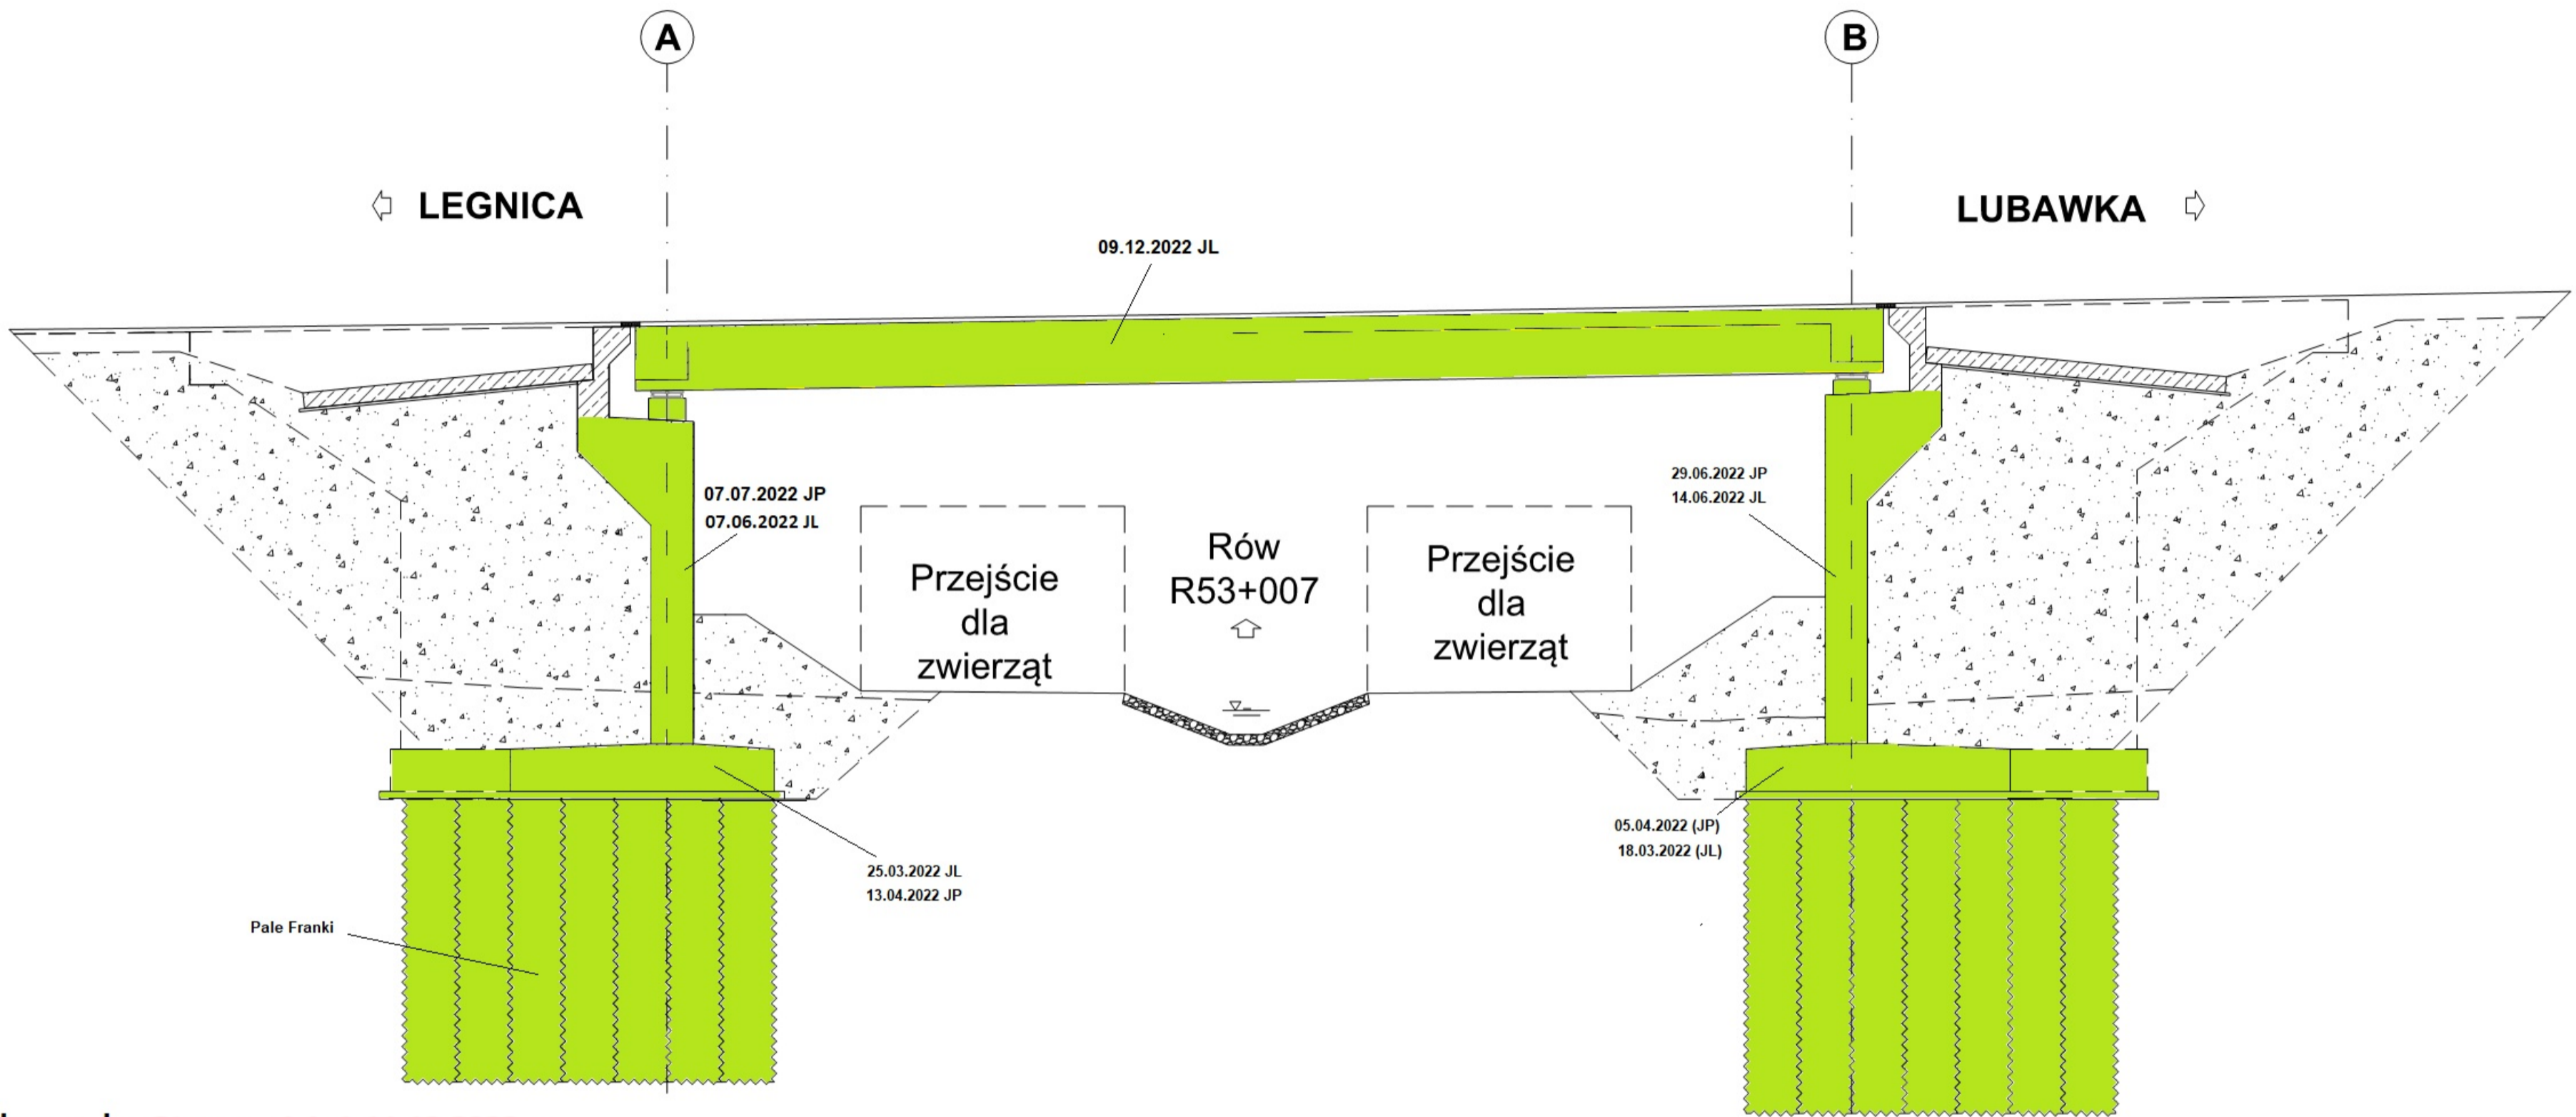 A
B
LEGNICA
LUBAWKA
09.12.2022 JL
07.07.2022 JP
07.06.2022 JL
29.06.2022 JP
14.06.2022 JL
Przejście
dla
zwierząt
Rów
R53+007
Przejście
dla
zwierząt
25.03.2022 JL
13.04.2022 JP
05.04.2022 (JP)
18.03.2022 (JL)
Pale Franki